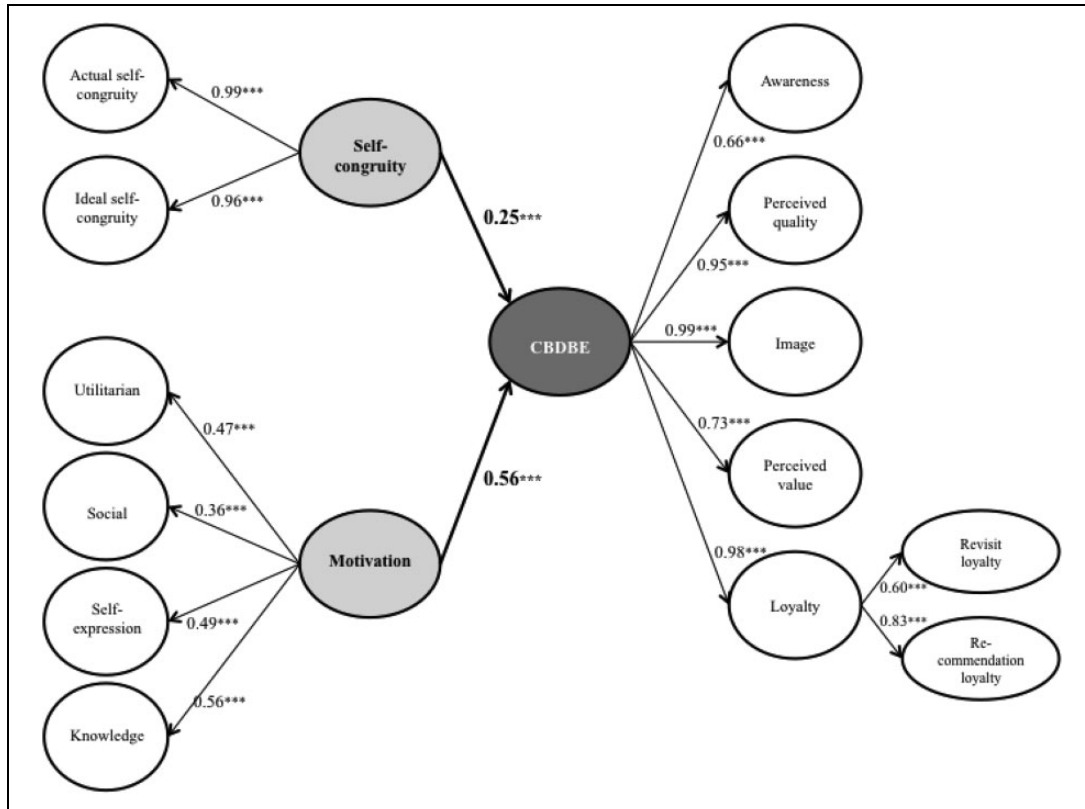 Actual self-
congruity
0.99***
Ideal self-
congruity
0.96***
Self-
congruity
0.25***
Utilitarian
0.47***
Social
0.36***
Self-
expression
0.49***
Knowledge
0.56***
Motivation
0.56***
CBDBE
Awareness
0.66***
Perceived
quality
0.95***
Image
0.99***
Perceived
value
0.73***
Loyalty
0.98***
Revisit
loyalty
0.60***
Re-
commendation
loyalty
0.83***